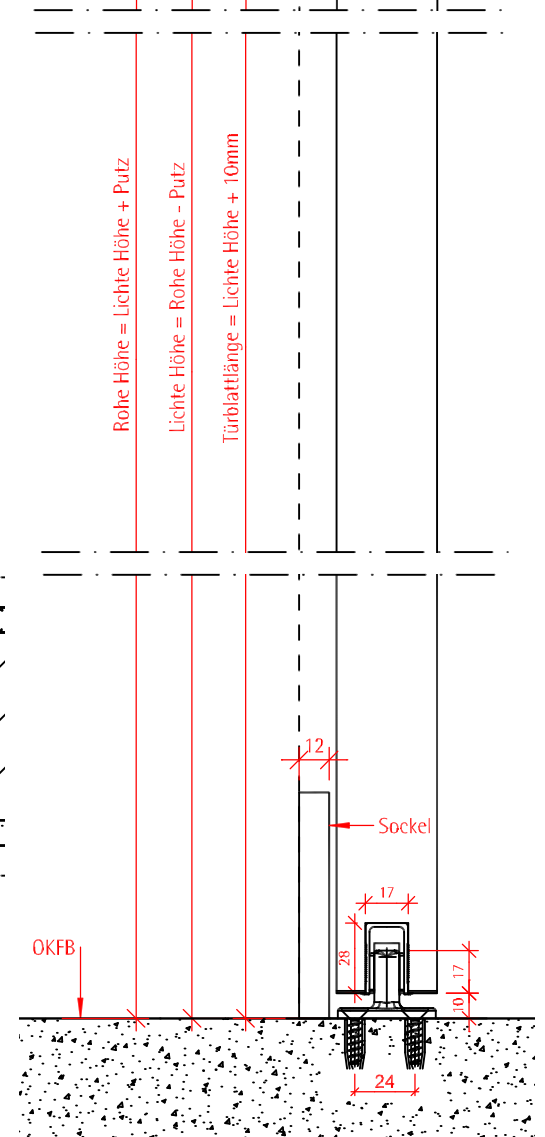 Rohe Höhe = Lichte Höhe + Putz
Lichte Höhe = Rohe Höhe - Putz
Türblattlänge = Lichte Höhe + 10mm
12
Sockel
17
28
17
10
OKFB
24